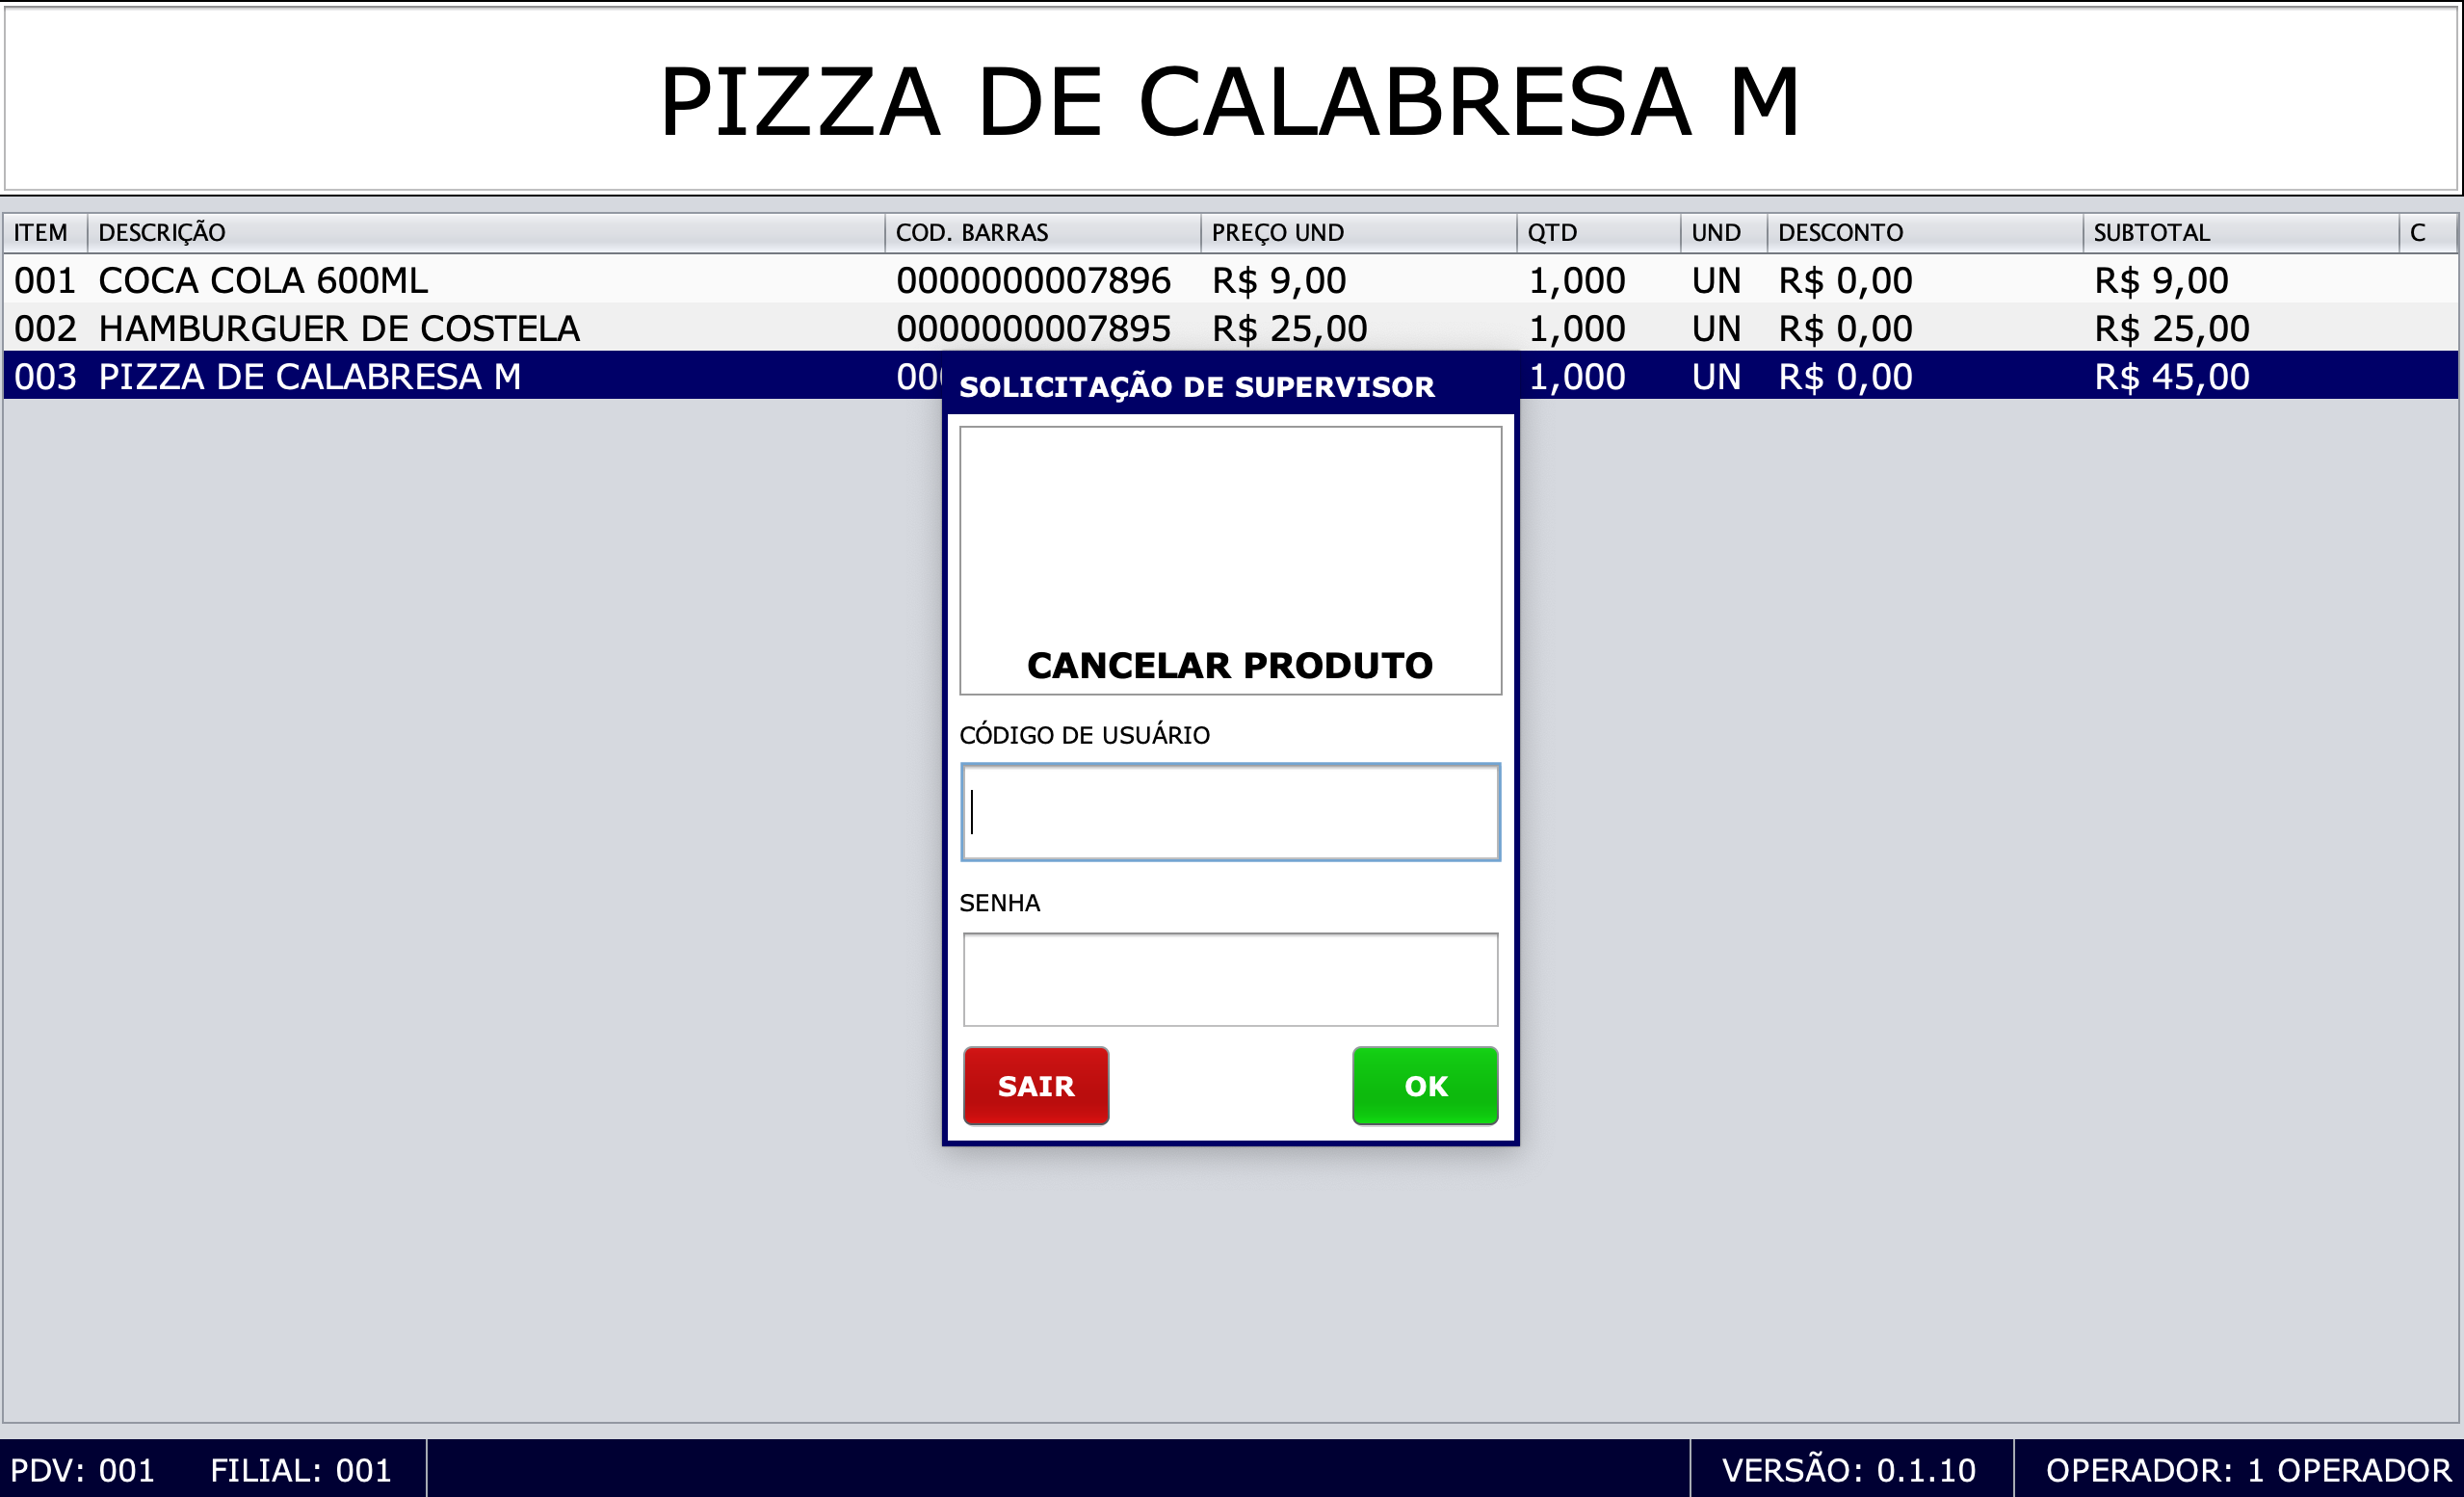 PIZZA DE CALABRESA M
ITEM DESCRIÇÃO COD. BARRAS PREÇO UND QTD UND DESCONTO SUBTOTAL C
001 COCA COLA 600ML 0000000007896 R$ 9,00 1,000 UN R$ 0,00 R$ 9,00
002 HAMBURGUER DE COSTELA 0000000007895 R$ 25,00 1,000 UN R$ 0,00 R$ 25,00
003 PIZZA DE CALABRESA M 1,000 UN R$ 0,00 R$ 45,00
SOLICITAÇÃO DE SUPERVISOR
CANCELAR PRODUTO
CÓDIGO DE USUÁRIO
SENHA
SAIR OK
PDV: 001 FILIAL: 001 VERSÃO: 0.1.10 OPERADOR: 1 OPERADOR